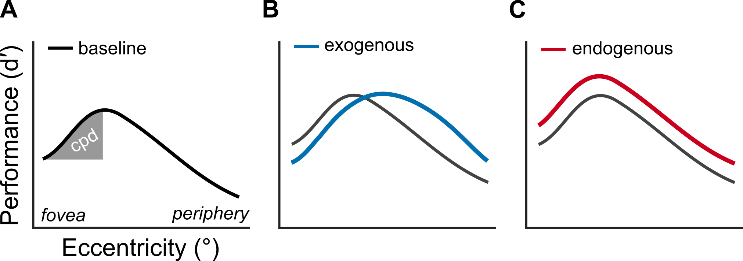 A
B
C
baseline
exogenous
endogenous
Performance (d′)
cpd
fovea
periphery
Eccentricity (°)